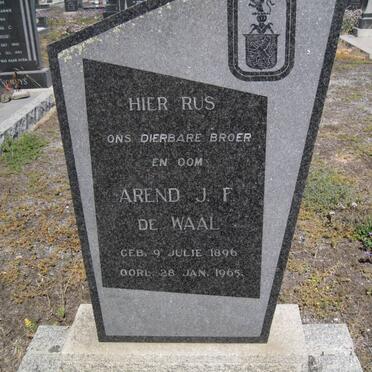 HIER RUS
ONS DIERBARE BROER
EN OOM
AREND J. F.
DE WAAL
GEB. 9 JULIE 1896
OORL. 28 JAN. 1965.